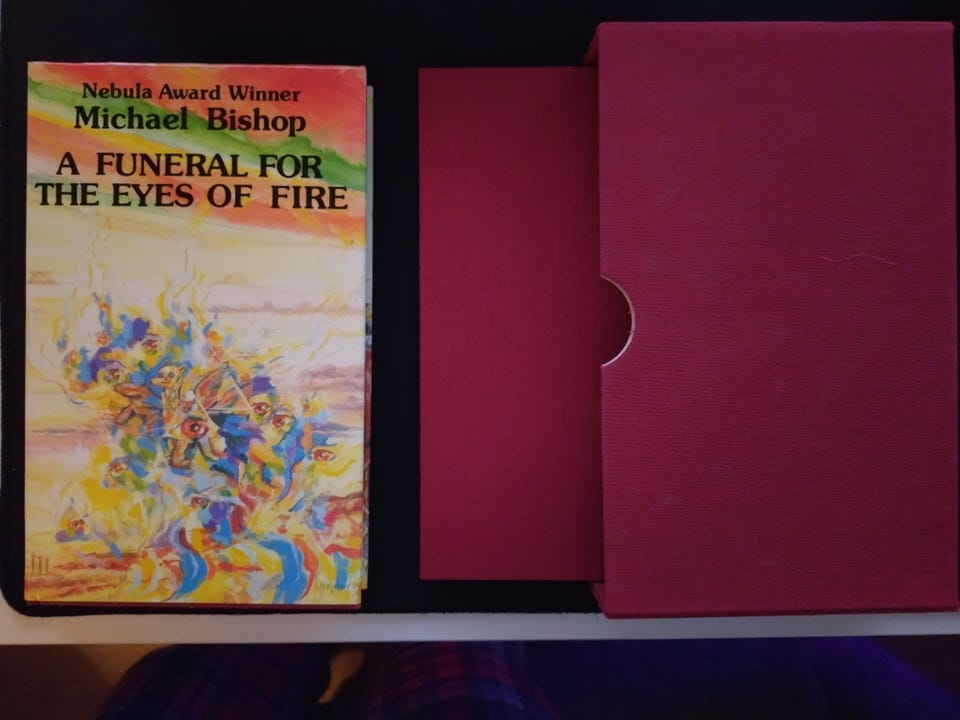 Nebula Award Winner
Michael Bishop
A FUNERAL FOR
THE EYES OF FIRE